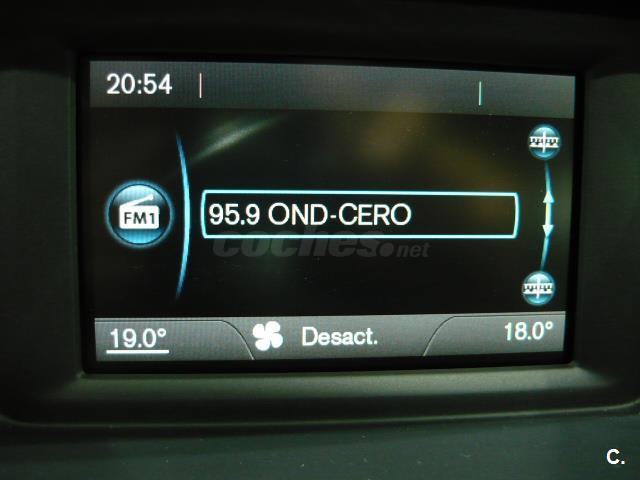 20:54
FM1
95.9 OND-CERO
coches.net
19.0°
Desact.
18.0°
C.